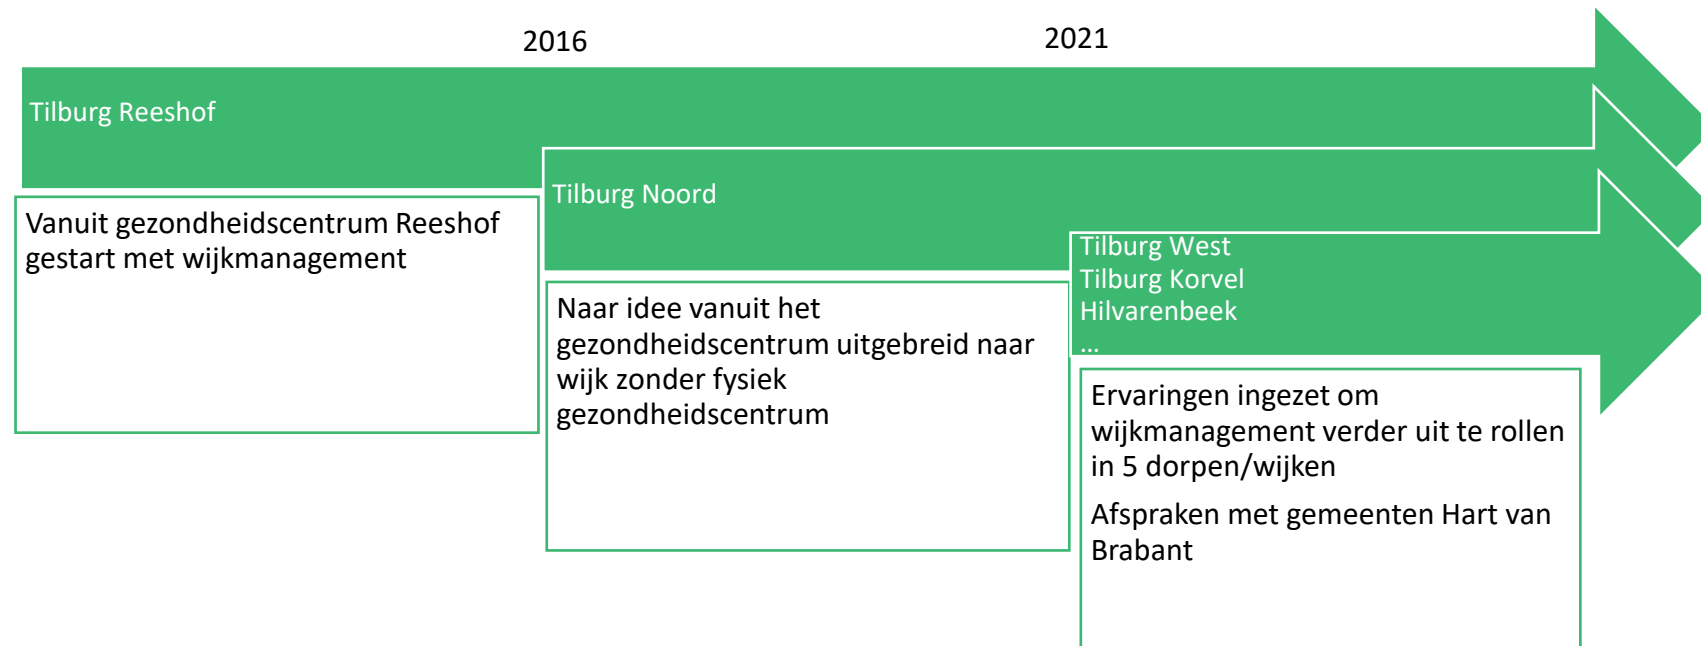 2016
2021
Tilburg Reeshof
Vanuit gezondheidscentrum Reeshof
gestart met wijkmanagement
Tilburg Noord
Naar idee vanuit het
gezondheidscentrum uitgebreid naar
wijk zonder fysiek
gezondheidscentrum
Tilburg West
Tilburg Korvel
Hilvarenbeek
...
Ervaringen ingezet om
wijkmanagement verder uit te rollen
in 5 dorpen/wijken
Afspraken met gemeenten Hart van
Brabant